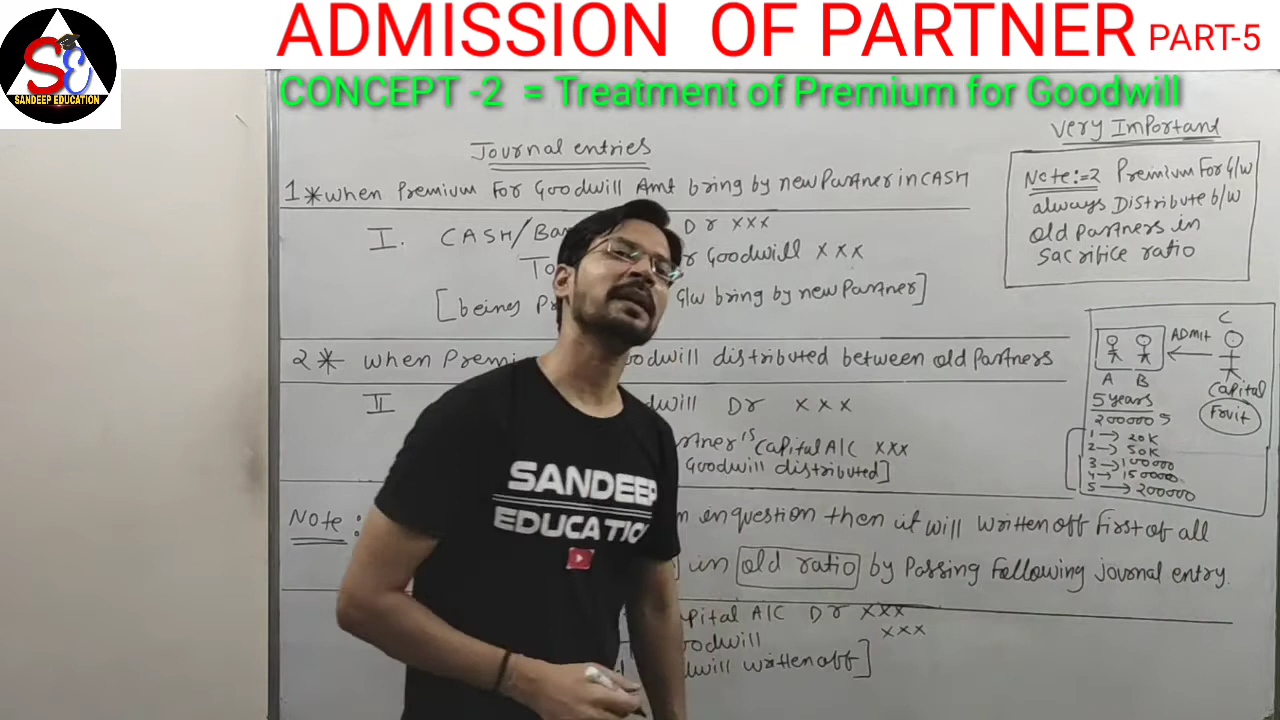 ADMISSION OF PARTNER PART-5
SE
SANDEEP EDUCATION
CONCEPT -2 = Treatment of Premium for Goodwill
Very Important
Journal entries
Note:=2 Premium For G/w
always Distribute b/w
old partners in
Sacrifice ratio
1 * when Premium For Goodwill Amt bring by new Partner in CASH
I. CASH/Ba Dr xxx
To r Goodwill xxx
[being P G/w bring by new Partner]
2 * when Premi oodwill distributed between old Partners
II dwill Dr xxx
rtner's Capital A/C xxx
Goodwill distributed]
C
ADMIT
A B
Capital
Fruit
5 years
200000
1 → 20K
2 → 50K
3 → 100000
4 → 150000
5 → 200000
SANDEEP
EDUCATIO
Note : n question then it will written off first of all
in old ratio by Passing Following journal entry.
pital A/C Dr xxx
oodwill xxx
dwill written off]